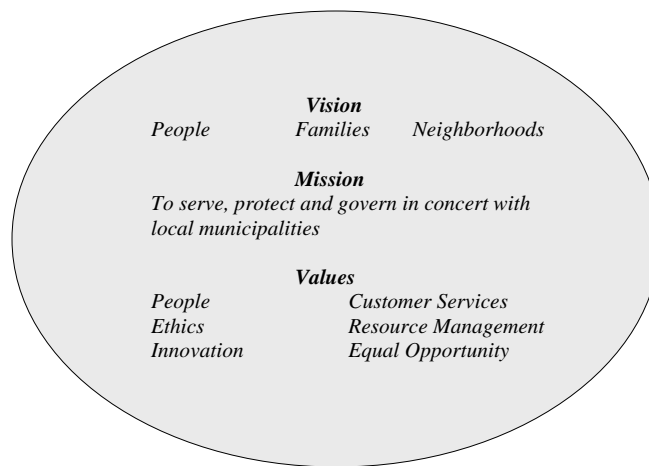 Vision
People Families Neighborhoods
Mission
To serve, protect and govern in concert with
local municipalities
Values
People Customer Services
Ethics Resource Management
Innovation Equal Opportunity